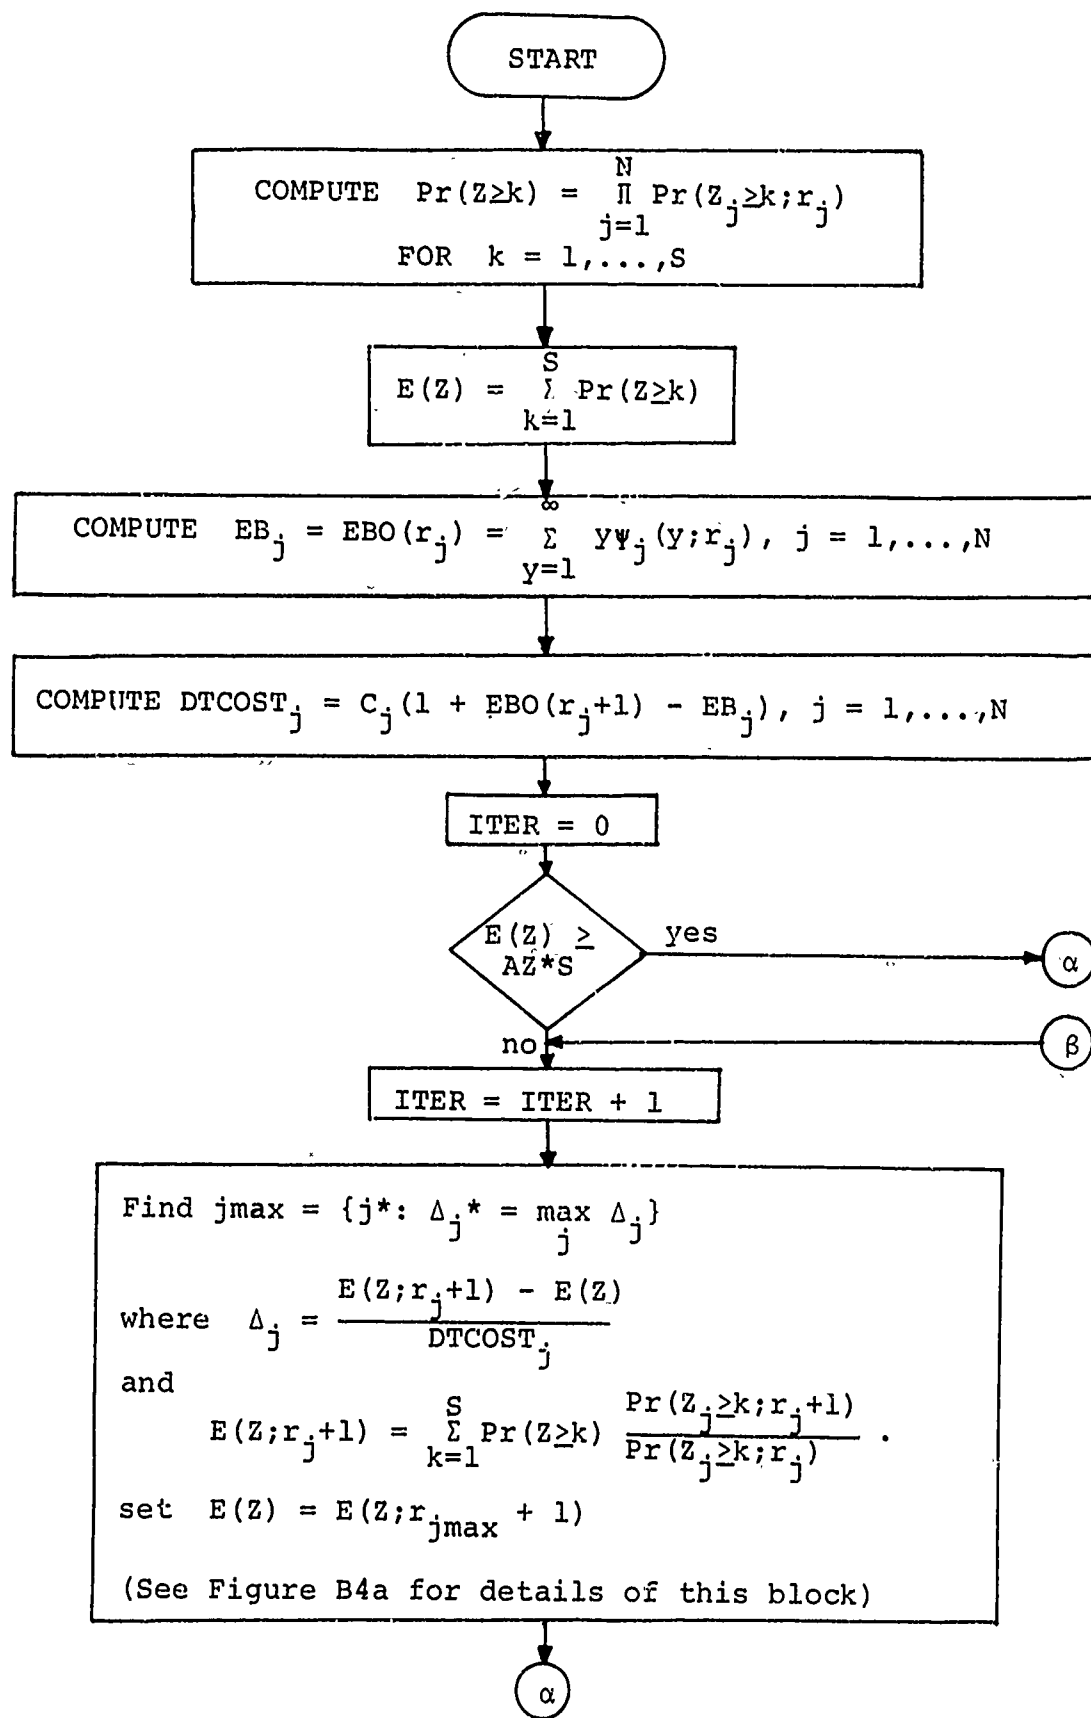 START
COMPUTE Pr(Z≥k) = N Π j=1 Pr(Z_j≥k;r_j)
FOR k = 1,...,S
E(Z) = S Σ k=1 Pr(Z≥k)
COMPUTE EB_j = EBO(r_j) = ∞ Σ y=1 yψ_j(y;r_j), j = 1,...,N
COMPUTE DTCOST_j = C_j(1 + EBO(r_j+1) - EB_j), j = 1,...,N
ITER = 0
E(Z) ≥
AZ*S
yes
α
no
β
ITER = ITER + 1
Find jmax = {j*: Δ_j* = max_j Δ_j}
where Δ_j = E(Z;r_j+1) - E(Z) / DTCOST_j
and
E(Z;r_j+1) = S Σ k=1 Pr(Z≥k) Pr(Z_j≥k;r_j+1) / Pr(Z_j≥k;r_j) .
set E(Z) = E(Z;r_jmax + 1)
(See Figure B4a for details of this block)
α